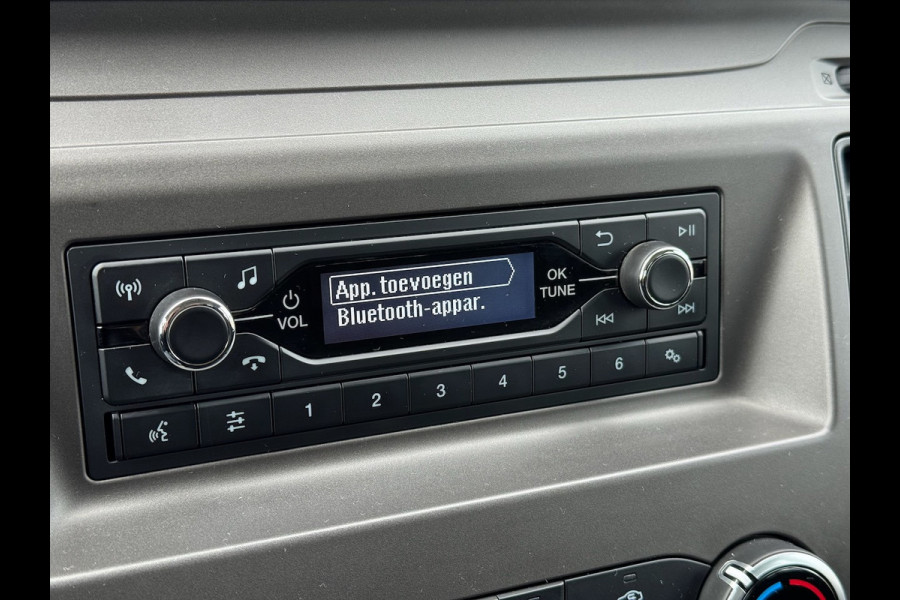 App. toevoegen
Bluetooth-appar.
VOL
OK
TUNE
1
2
3
4
5
6